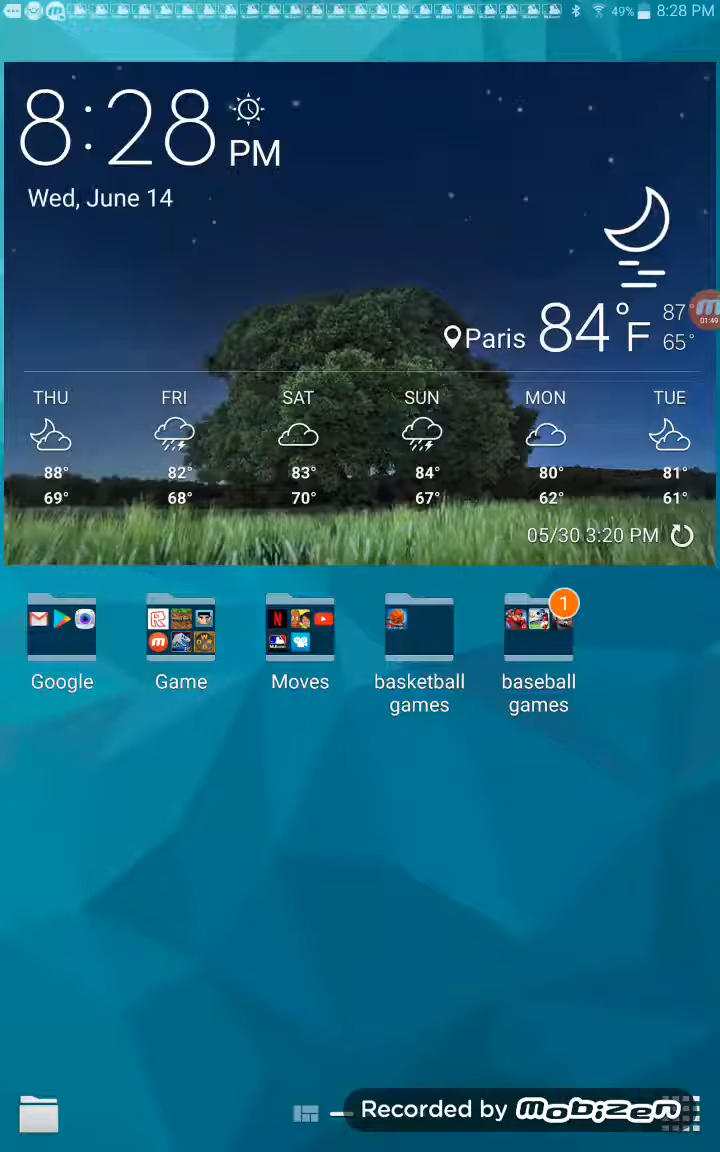 49% 8:28 PM
8:28 PM
Wed, June 14
Paris 84°F 87° 65°
01:49
THU FRI SAT SUN MON TUE
88° 82° 83° 84° 80° 81°
69° 68° 70° 67° 62° 61°
05/30 3:20 PM
1
Google Game Moves basketball games baseball games
Recorded by mobizen